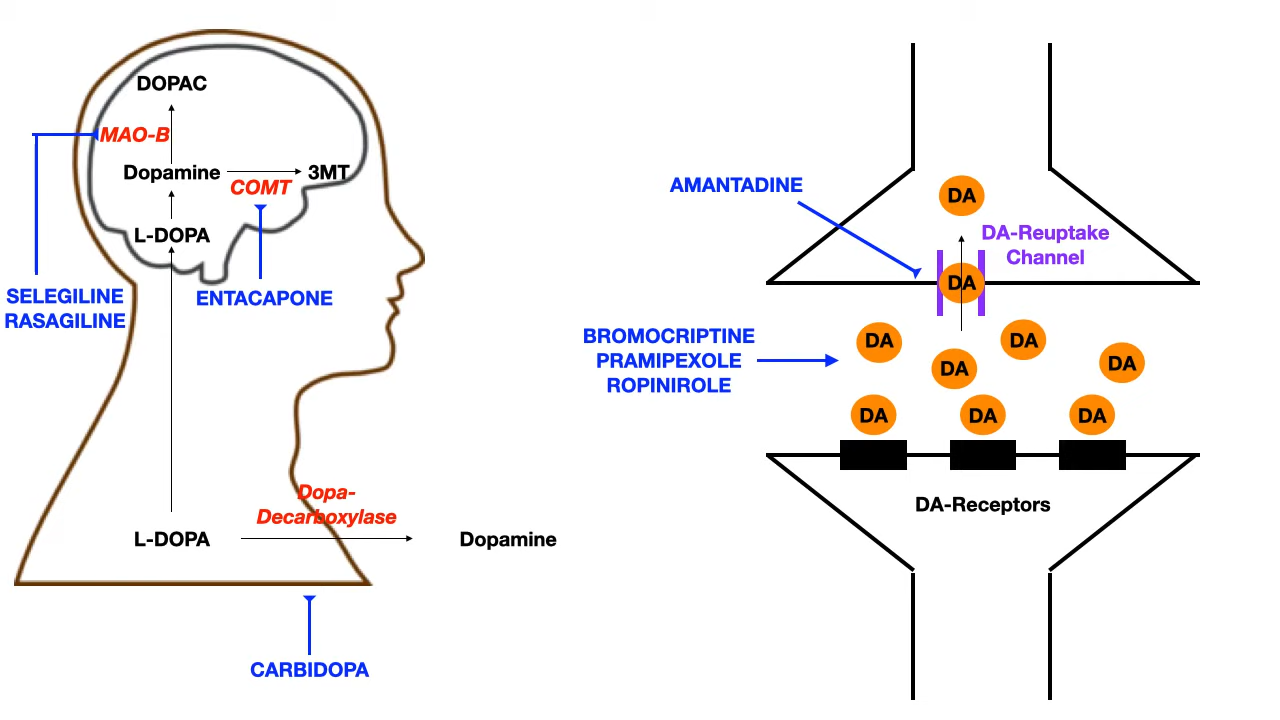 DOPAC
MAO-B
Dopamine
3MT
COMT
L-DOPA
SELEGILINE
RASAGILINE
ENTACAPONE
Dopa-
Decarboxylase
L-DOPA
Dopamine
CARBIDOPA
AMANTADINE
DA
DA-Reuptake
Channel
DA
BROMOCRIPTINE
PRAMIPEXOLE
ROPINIROLE
DA
DA
DA
DA
DA
DA
DA
DA-Receptors